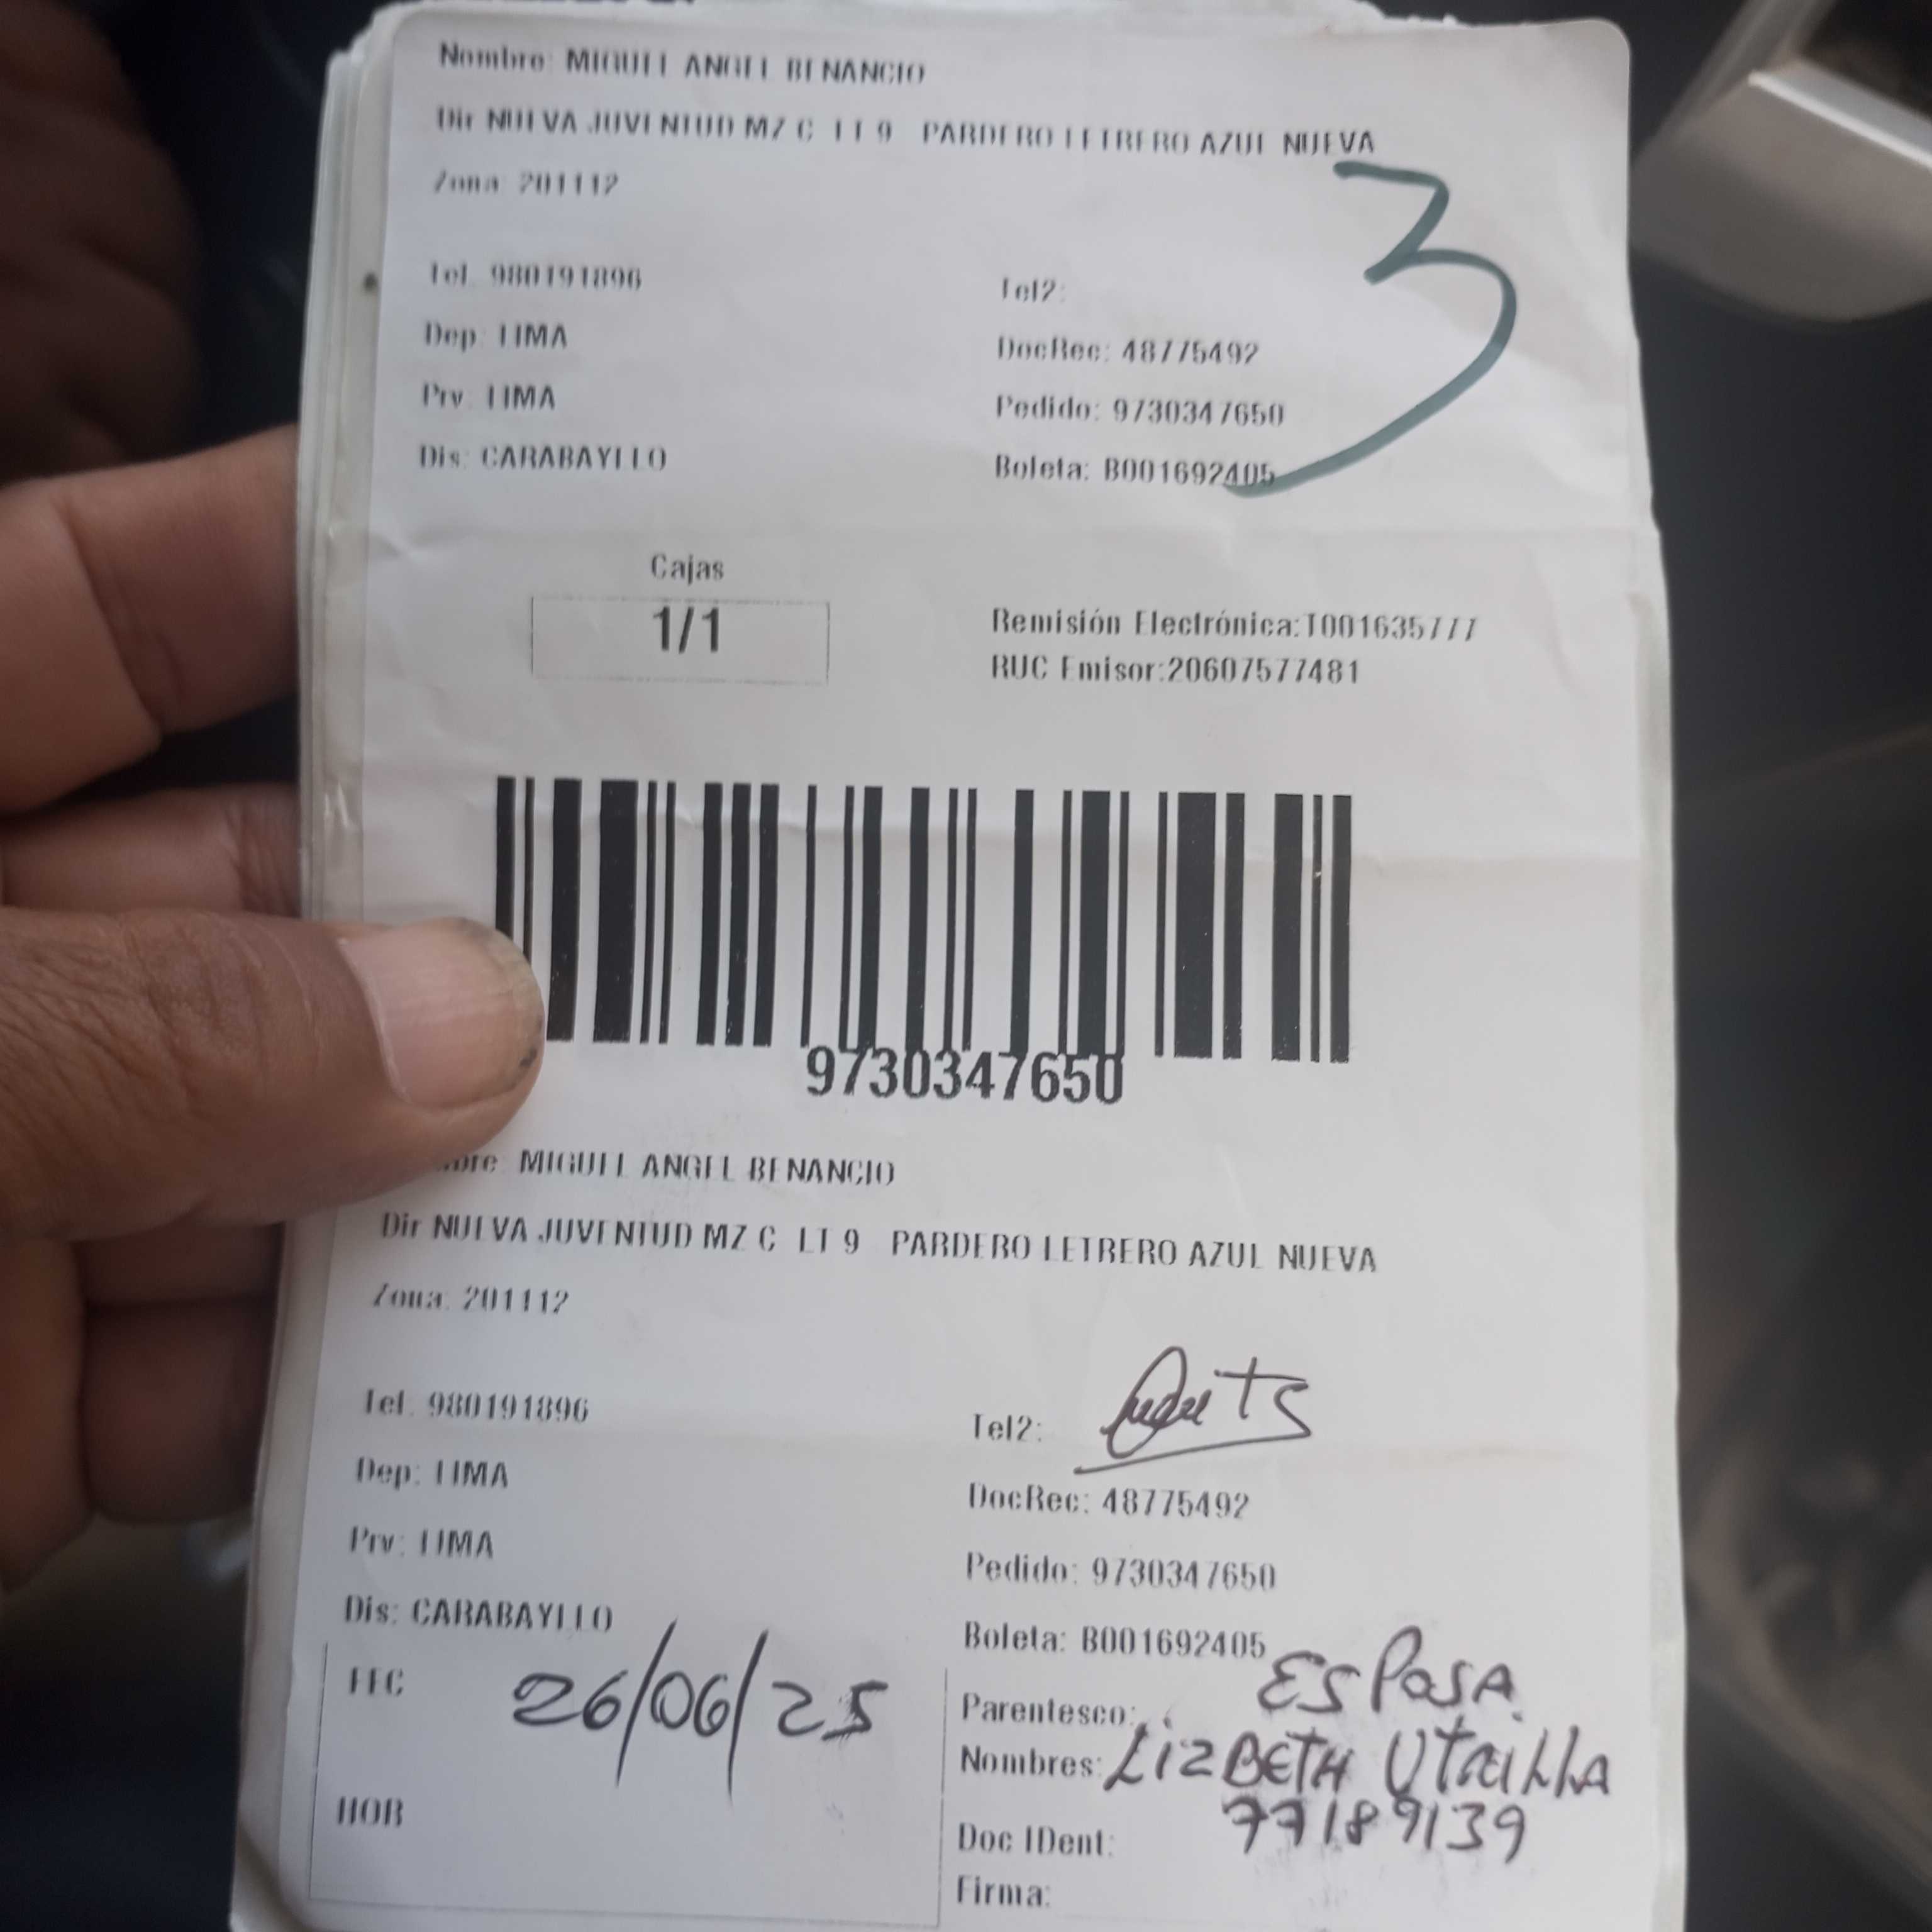 Nombre: MIGUEL ANGEL BENANCIO
Dir NUEVA JUVENTUD MZ C LT 9 PARDERO LETRERO AZUL NUEVA
Zona: 201112
3
Tel. 980191896 Tel2:
Dep: LIMA DocRec: 48775492
Prv: LIMA Pedido: 9730347650
Dis: CARABAYLLO Boleta: B001692405
Cajas
1/1
Remisión Electrónica:T001635777
RUC Emisor:20607577481
9730347650
bre: MIGUEL ANGEL BENANCIO
Dir NUEVA JUVENTUD MZ C LT 9 PARDERO LETRERO AZUL NUEVA
Zona: 201112
Tel. 980191896 Tel2:
Dep: LIMA DocRec: 48775492
Prv: LIMA Pedido: 9730347650
Dis: CARABAYLLO Boleta: B001692405
FEC 26/06/25
Parentesco: ESPOSA
Nombres: LIZBETH Utrilla
HOR
Doc IDent: 77189139
Firma: